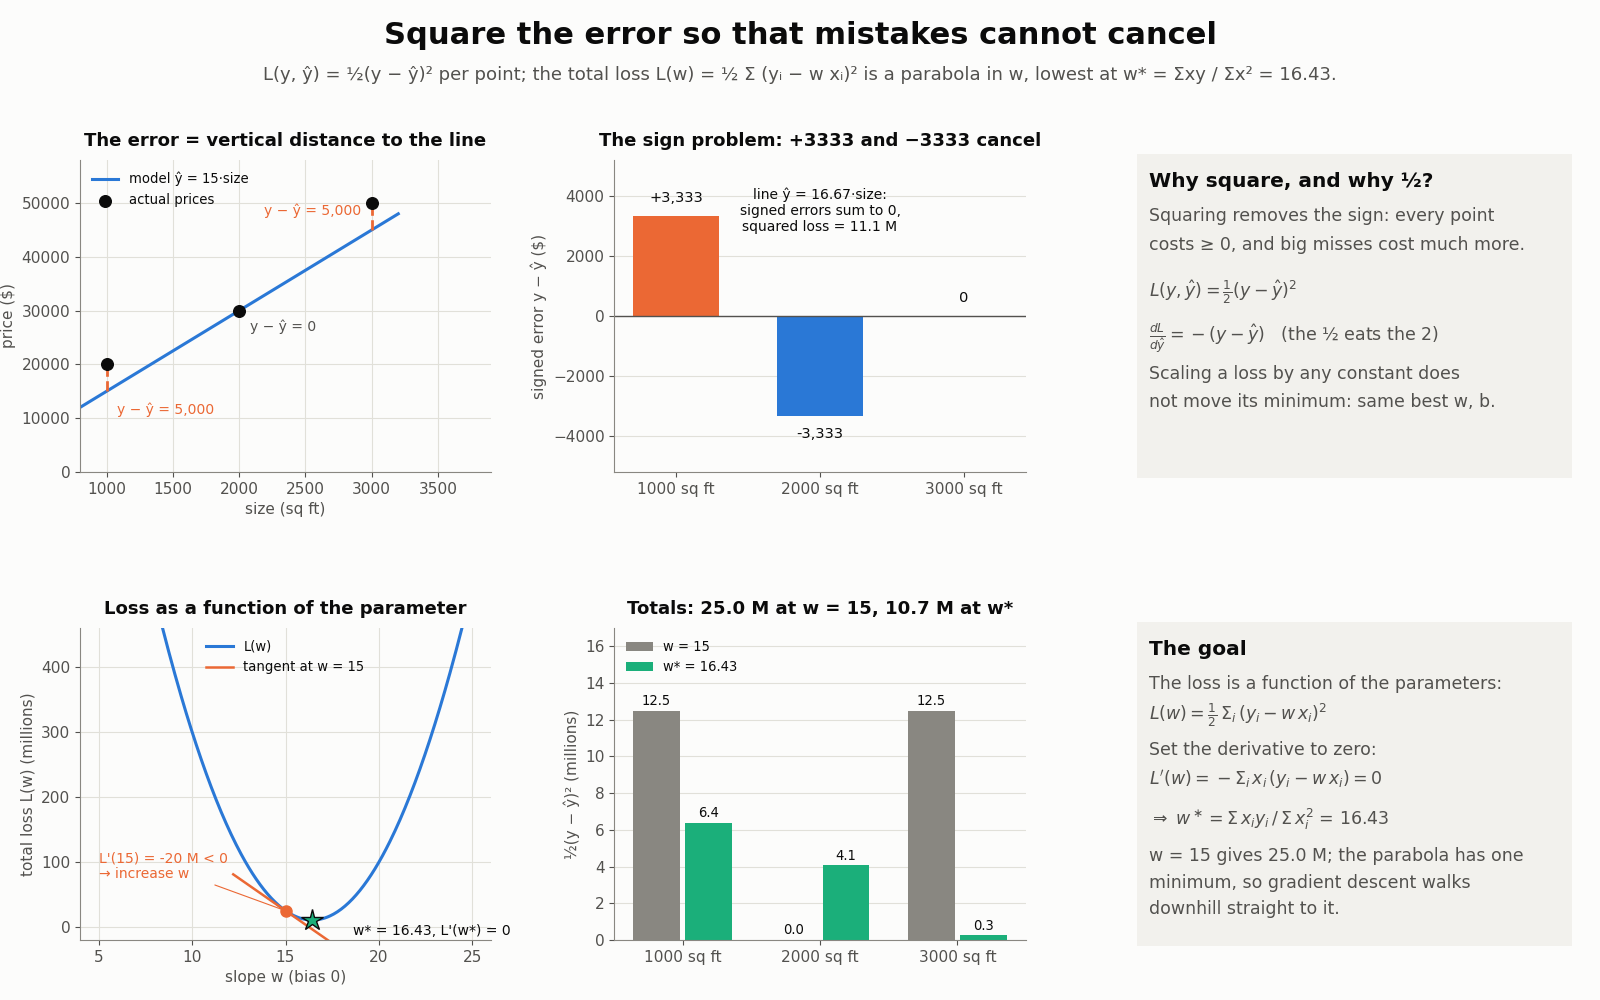 Square the error so that mistakes cannot cancel
L(y, ŷ) = ½(y − ŷ)² per point; the total loss L(w) = ½ Σ (yᵢ − w xᵢ)² is a parabola in w, lowest at w* = Σxy / Σx² = 16.43.
The error = vertical distance to the line
model ŷ = 15·size
actual prices
y − ŷ = 5,000
y − ŷ = 0
y − ŷ = 5,000
50000
40000
30000
20000
10000
0
price ($)
1000 1500 2000 2500 3000 3500
size (sq ft)
The sign problem: +3333 and −3333 cancel
+3,333
line ŷ = 16.67·size:
signed errors sum to 0,
squared loss = 11.1 M
0
-3,333
4000
2000
0
−2000
−4000
signed error y − ŷ ($)
1000 sq ft 2000 sq ft 3000 sq ft
Why square, and why ½?
Squaring removes the sign: every point
costs ≥ 0, and big misses cost much more.
L(y, ŷ) = ½(y − ŷ)²
dL/dŷ = −(y − ŷ) (the ½ eats the 2)
Scaling a loss by any constant does
not move its minimum: same best w, b.
Loss as a function of the parameter
L(w)
tangent at w = 15
L'(15) = -20 M < 0
→ increase w
w* = 16.43, L'(w*) = 0
400
300
200
100
0
total loss L(w) (millions)
5 10 15 20 25
slope w (bias 0)
Totals: 25.0 M at w = 15, 10.7 M at w*
w = 15
w* = 16.43
12.5
6.4
0.0
4.1
12.5
0.3
16
14
12
10
8
6
4
2
0
½(y − ŷ)² (millions)
1000 sq ft 2000 sq ft 3000 sq ft
The goal
The loss is a function of the parameters:
L(w) = ½ Σᵢ (yᵢ − w xᵢ)²
Set the derivative to zero:
L′(w) = − Σᵢ xᵢ (yᵢ − w xᵢ) = 0
⇒ w * = Σ xᵢyᵢ / Σ xᵢ² = 16.43
w = 15 gives 25.0 M; the parabola has one
minimum, so gradient descent walks
downhill straight to it.